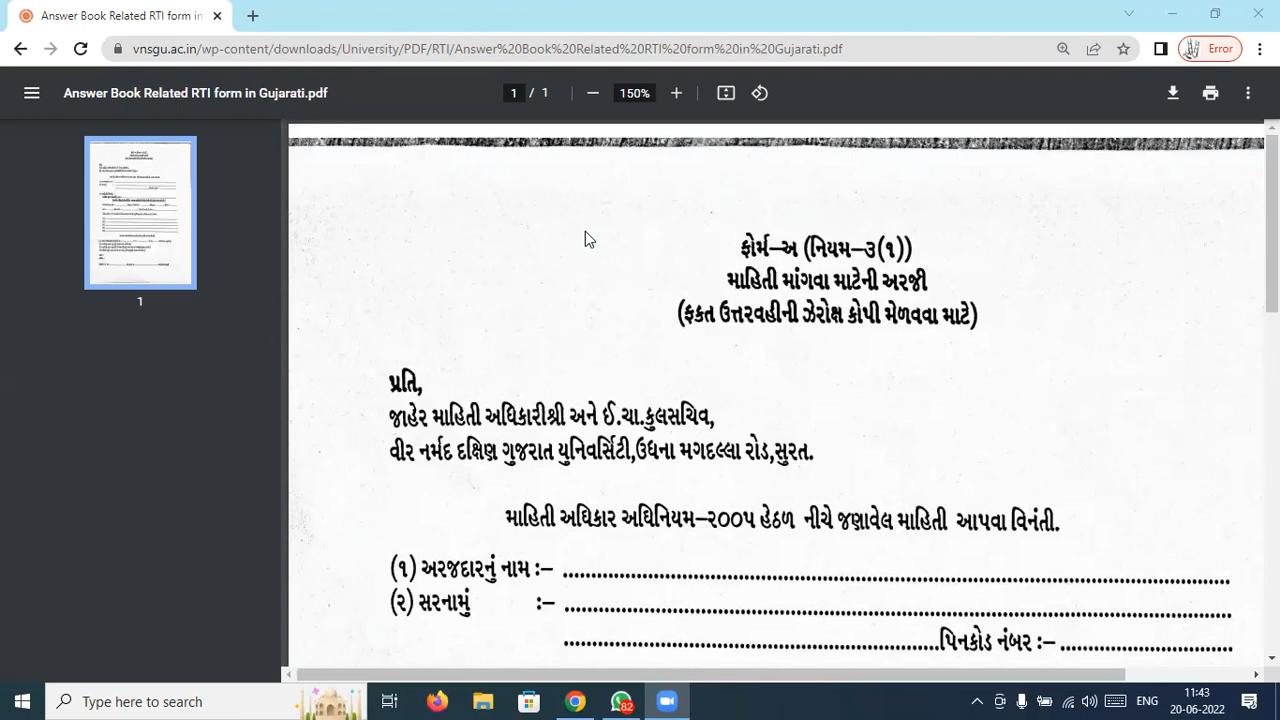 Answer Book Related RTI form in
vnsgu.ac.in/wp-content/downloads/University/PDF/RTI/Answer%20Book%20Related%20RTI%20form%20in%20Gujarati.pdf
Error
Answer Book Related RTI form in Gujarati.pdf
1 / 1
150%
ફોર્મ-અ (નિયમ-૩(૧))
માહિતી માંગવા માટેની અરજી
(ફકત ઉત્તરવહીની ઝેરોક્ષ કોપી મેળવવા માટે)
પ્રતિ,
જાહેર માહિતી અધિકારીશ્રી અને ઈ.ચા.કુલસચિવ,
વીર નર્મદ દક્ષિણ ગુજરાત યુનિવર્સિટી,ઉધના મગદલ્લા રોડ,સુરત.
માહિતી અધિકાર અધિનિયમ-૨૦૦૫ હેઠળ નીચે જણાવેલ માહિતી આપવા વિનંતી.
(૧) અરજદારનું નામ :-
(૨) સરનામું :-
પિનકોડ નંબર :-
1
Type here to search
82
ENG
11:43
20-06-2022